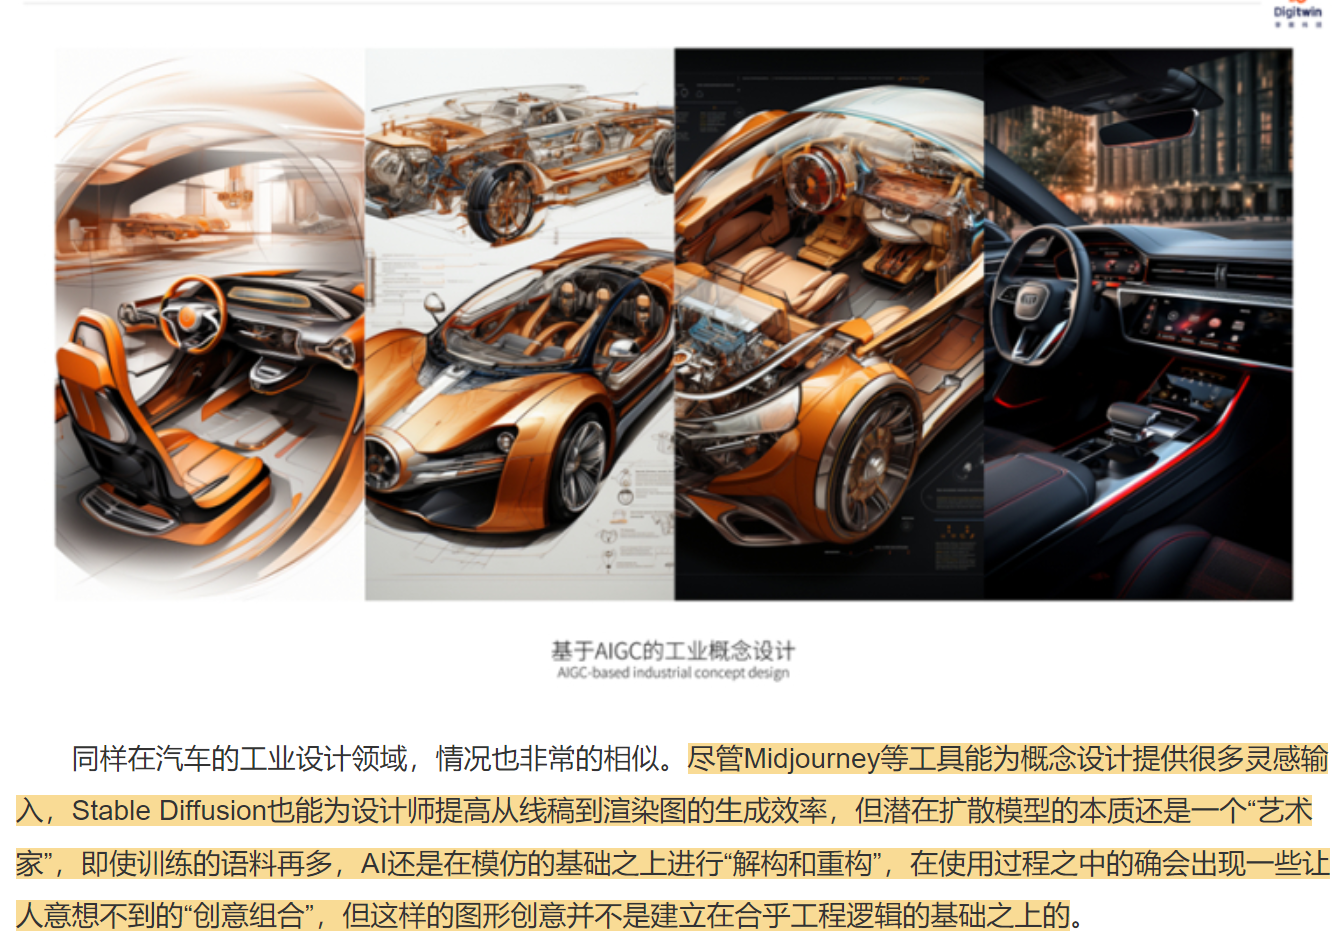 Digitwin
基于AIGC的工业概念设计
AIGC-based industrial concept design
同样在汽车的工业设计领域，情况也非常的相似。尽管Midjourney等工具能为概念设计提供很多灵感输
入，Stable Diffusion也能为设计师提高从线稿到渲染图的生成效率，但潜在扩散模型的本质还是一个“艺术
家”，即使训练的语料再多，AI还是在模仿的基础之上进行“解构和重构”，在使用过程之中的确会出现一些让
人意想不到的“创意组合”，但这样的图形创意并不是建立在合乎工程逻辑的基础之上的。